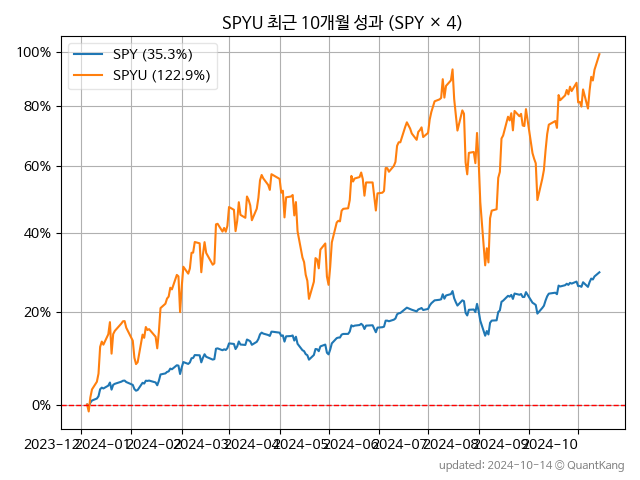 SPYU 최근 10개월 성과 (SPY × 4)
SPY (35.3%)
SPYU (122.9%)
100%
80%
60%
40%
20%
0%
2023-12 2024-01 2024-02 2024-03 2024-04 2024-05 2024-06 2024-07 2024-08 2024-09 2024-10
updated: 2024-10-14 © QuantKang